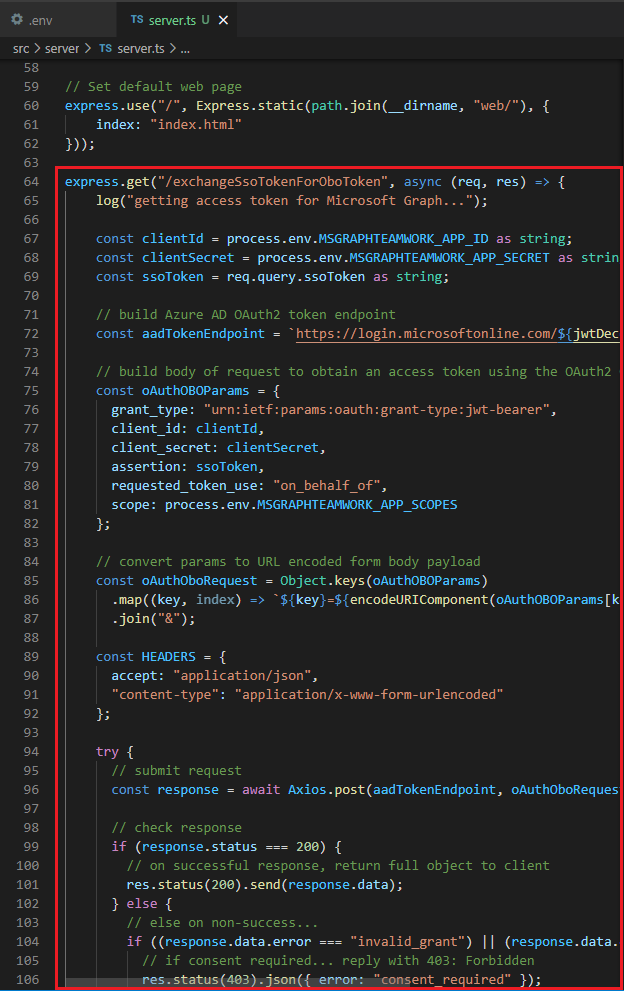 .env
TS server.ts U ✕
src > server > TS server.ts > ...
58
59 // Set default web page
60 express.use("/", Express.static(path.join(__dirname, "web/"), {
61     index: "index.html"
62 }));
63
64 express.get("/exchangeSsoTokenForOboToken", async (req, res) => {
65     log("getting access token for Microsoft Graph...");
66
67     const clientId = process.env.MSGRAPHTEAMWORK_APP_ID as string;
68     const clientSecret = process.env.MSGRAPHTEAMWORK_APP_SECRET as strin
69     const ssoToken = req.query.ssoToken as string;
70
71     // build Azure AD OAuth2 token endpoint
72     const aadTokenEndpoint = `https://login.microsoftonline.com/${jwtDec
73
74     // build body of request to obtain an access token using the OAuth2
75     const oAuthOBOParams = {
76       grant_type: "urn:ietf:params:oauth:grant-type:jwt-bearer",
77       client_id: clientId,
78       client_secret: clientSecret,
79       assertion: ssoToken,
80       requested_token_use: "on_behalf_of",
81       scope: process.env.MSGRAPHTEAMWORK_APP_SCOPES
82     };
83
84     // convert params to URL encoded form body payload
85     const oAuthOboRequest = Object.keys(oAuthOBOParams)
86       .map((key, index) => `${key}=${encodeURIComponent(oAuthOBOParams[k
87       .join("&");
88
89     const HEADERS = {
90       accept: "application/json",
91       "content-type": "application/x-www-form-urlencoded"
92     };
93
94     try {
95       // submit request
96       const response = await Axios.post(aadTokenEndpoint, oAuthOboReques
97
98       // check response
99       if (response.status === 200) {
100         // on successful response, return full object to client
101         res.status(200).send(response.data);
102       } else {
103         // else on non-success...
104         if ((response.data.error === "invalid_grant") || (response.data.
105           // if consent required... reply with 403: Forbidden
106           res.status(403).json({ error: "consent_required" });